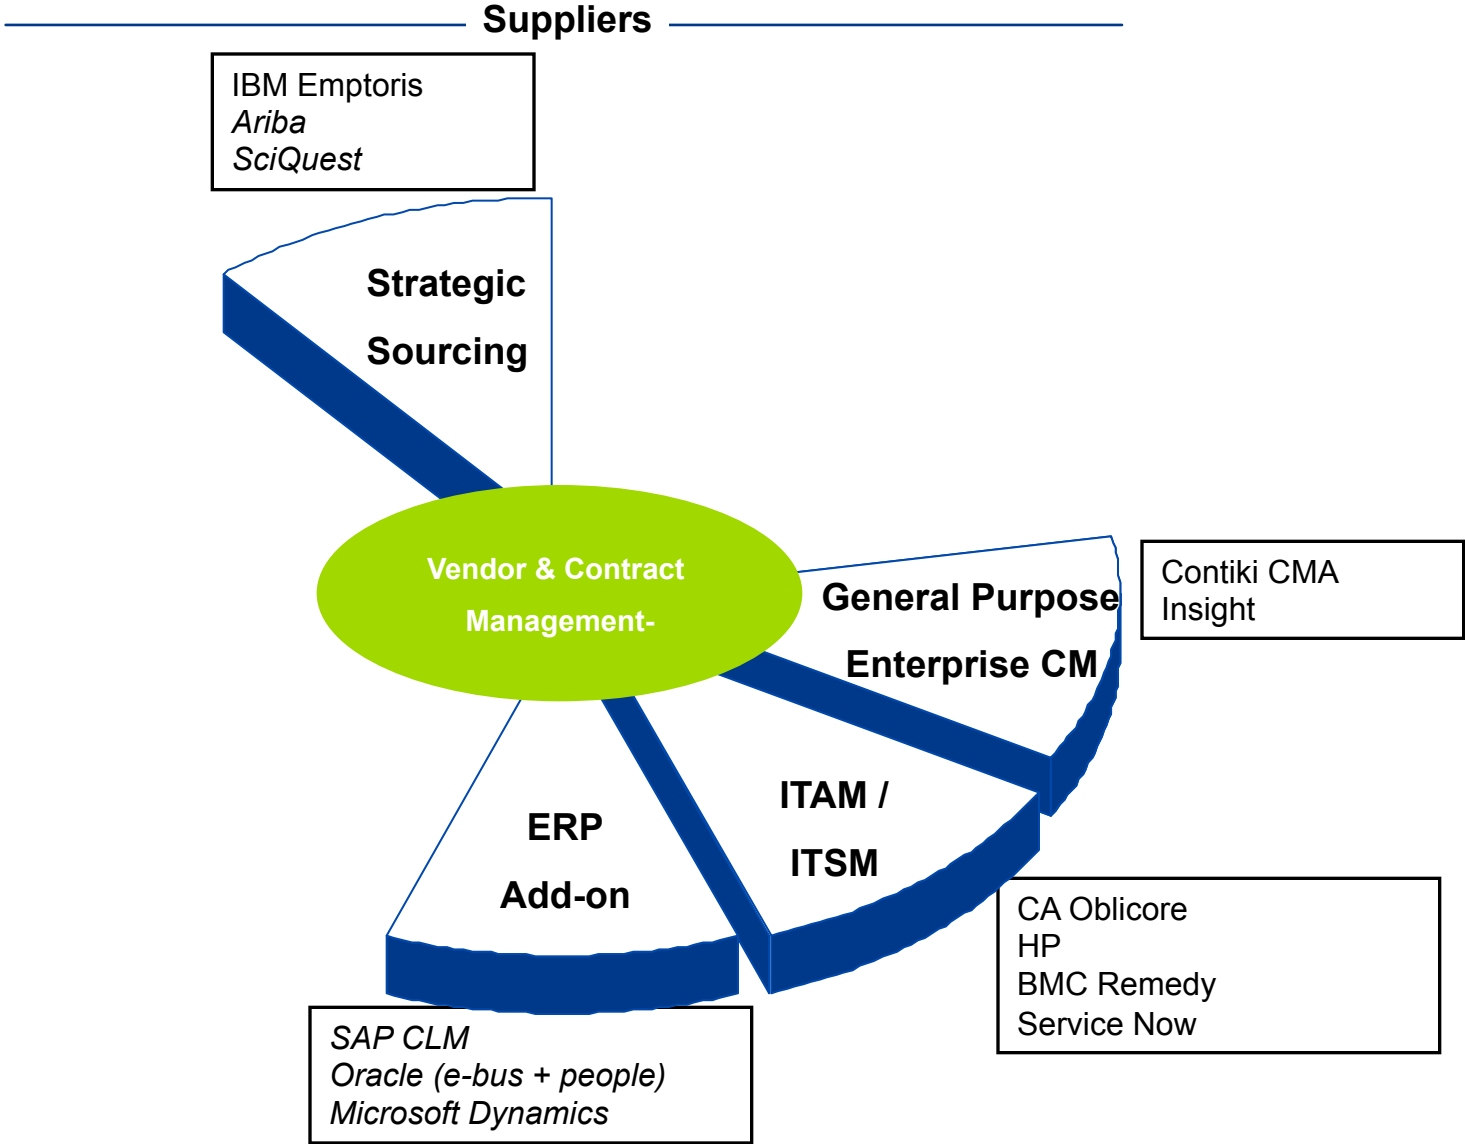 Suppliers
IBM Emptoris
Ariba
SciQuest
Strategic
Sourcing
Vendor & Contract
Management-
General Purpose
Enterprise CM
Contiki CMA
Insight
ITAM /
ITSM
ERP
Add-on
CA Oblicore
HP
BMC Remedy
Service Now
SAP CLM
Oracle (e-bus + people)
Microsoft Dynamics